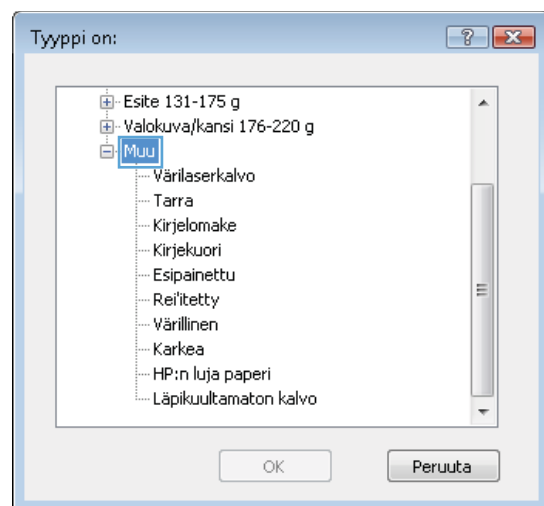 Tyyppi on:
Esite 131-175 g
Valokuva/kansi 176-220 g
Muu
Värilaserkalvo
Tarra
Kirjelomake
Kirjekuori
Esipainettu
Rei'itetty
Värillinen
Karkea
HP:n luja paperi
Läpikuultamaton kalvo
OK
Peruuta